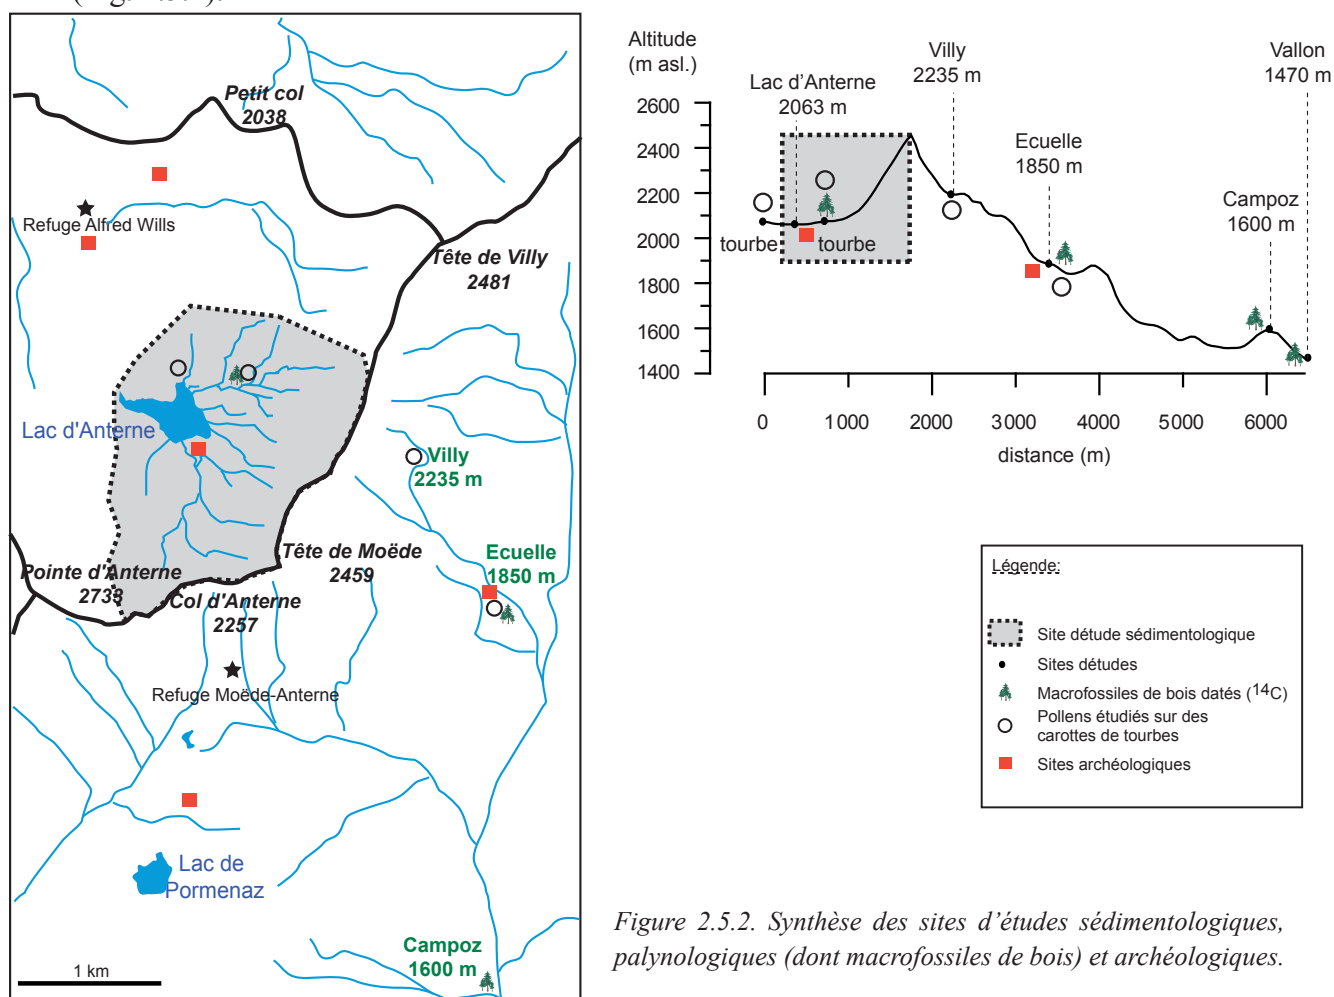 Petit col
2038
Refuge Alfred Wills
Tête de Villy
2481
Lac d'Anterne
Villy
2235 m
Tête de Moëde
2459
Ecuelle
1850 m
Pointe d'Anterne
2733
Col d'Anterne
2257
Refuge Moëde-Anterne
Lac de
Pormenaz
Campoz
1600 m
1 km
Altitude
(m asl.)
Lac d'Anterne
2063 m
Villy
2235 m
Ecuelle
1850 m
Campoz
1600 m
Vallon
1470 m
2600
2400
2200
2000
1800
1600
1400
tourbe
tourbe
0 1000 2000 3000 4000 5000 6000
distance (m)
Légende:
Site détude sédimentologique
Sites détudes
Macrofossiles de bois datés (14C)
Pollens étudiés sur des
carottes de tourbes
Sites archéologiques
Figure 2.5.2. Synthèse des sites d'études sédimentologiques,
palynologiques (dont macrofossiles de bois) et archéologiques.